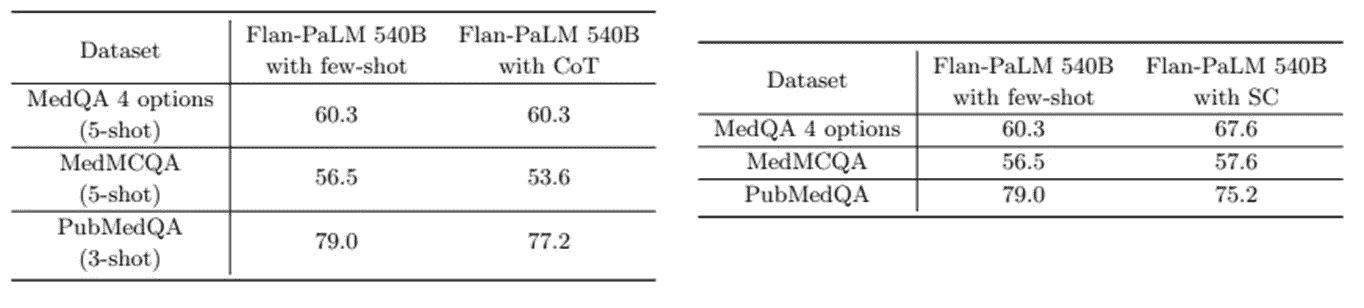 Dataset
Flan-PaLM 540B
with few-shot
Flan-PaLM 540B
with CoT
MedQA 4 options
(5-shot)
60.3
60.3
MedMCQA
(5-shot)
56.5
53.6
PubMedQA
(3-shot)
79.0
77.2
Dataset
Flan-PaLM 540B
with few-shot
Flan-PaLM 540B
with SC
MedQA 4 options
60.3
67.6
MedMCQA
56.5
57.6
PubMedQA
79.0
75.2